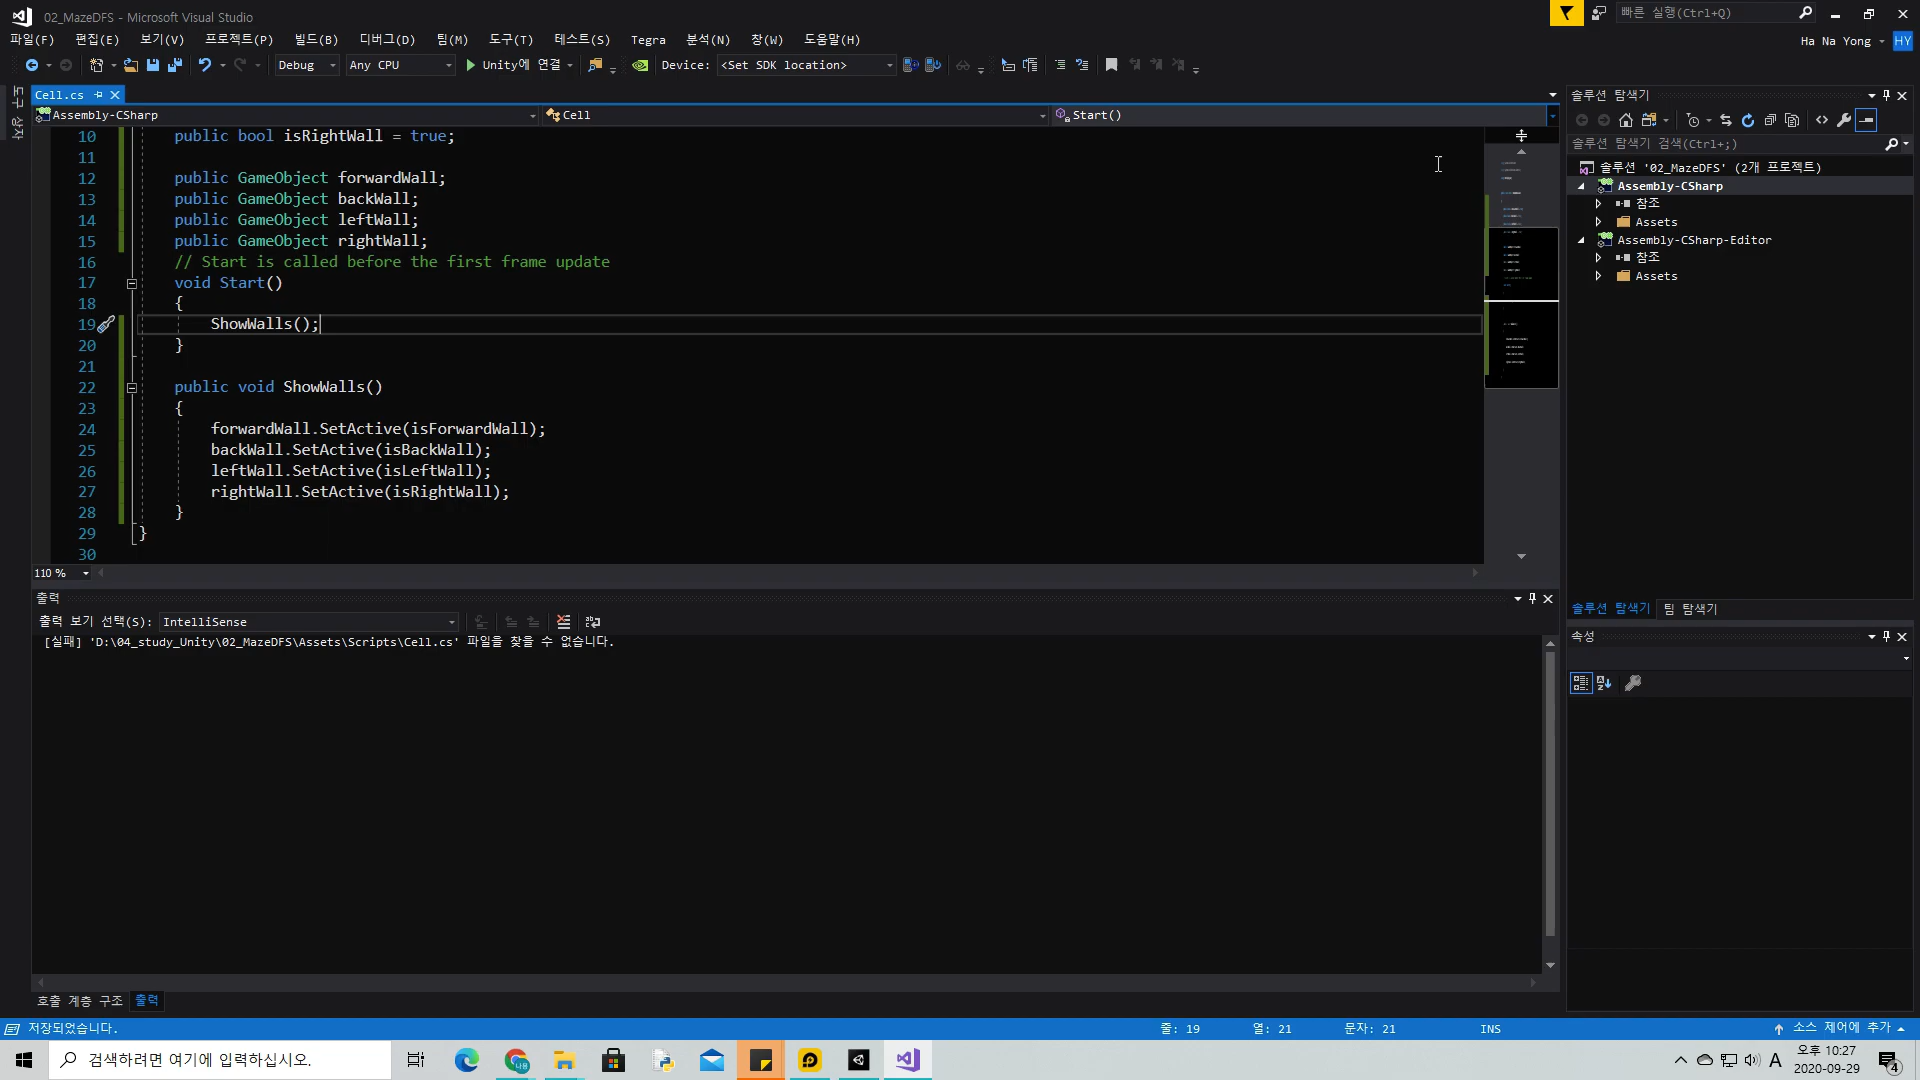 02_MazeDFS - Microsoft Visual Studio
빠른 실행(Ctrl+Q)
파일(F) 편집(E) 보기(V) 프로젝트(P) 빌드(B) 디버그(D) 팀(M) 도구(T) 테스트(S) Tegra 분석(N) 창(W) 도움말(H)
Ha Na Yong HY
Debug Any CPU Unity에 연결 Device: <Set SDK location>
도구 상자
Cell.cs
Assembly-CSharp Cell Start()
10 public bool isRightWall = true;
11
12 public GameObject forwardWall;
13 public GameObject backWall;
14 public GameObject leftWall;
15 public GameObject rightWall;
16 // Start is called before the first frame update
17 void Start()
18 {
19 ShowWalls();
20 }
21
22 public void ShowWalls()
23 {
24 forwardWall.SetActive(isForwardWall);
25 backWall.SetActive(isBackWall);
26 leftWall.SetActive(isLeftWall);
27 rightWall.SetActive(isRightWall);
28 }
29 }
30
110 %
출력
출력 보기 선택(S): IntelliSense
[실패] 'D:\04_study_Unity\02_MazeDFS\Assets\Scripts\Cell.cs' 파일을 찾을 수 없습니다.
호출 계층 구조 출력
솔루션 탐색기
솔루션 탐색기 검색(Ctrl+;)
솔루션 '02_MazeDFS' (2개 프로젝트)
Assembly-CSharp
참조
Assets
Assembly-CSharp-Editor
참조
Assets
솔루션 탐색기 팀 탐색기
속성
저장되었습니다. 줄: 19 열: 21 문자: 21 INS 소스 제어에 추가
검색하려면 여기에 입력하십시오.
A
오후 10:27
2020-09-29
4